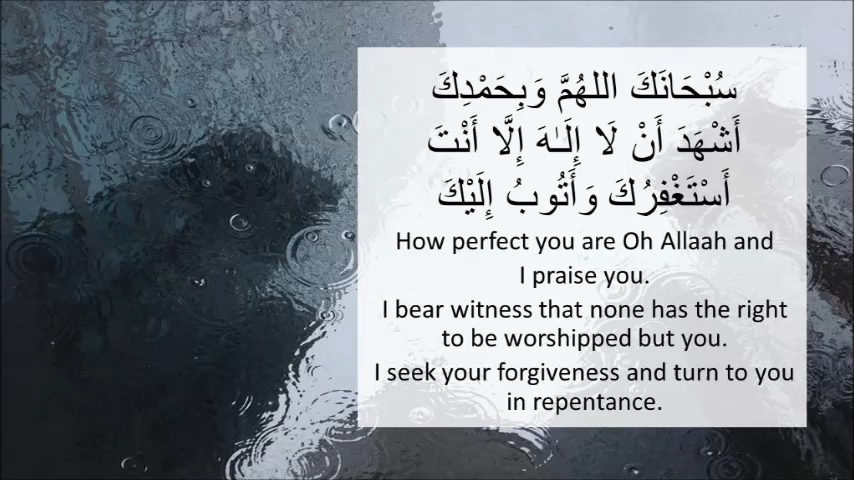 سُبْحَانَكَ اللهُمَّ وَبِحَمْدِكَ
أَشْهَدَ أَنْ لَا إِلَـٰهَ إِلَّا أَنْتَ
أَسْتَغْفِرُكَ وَأَتُوبُ إِلَيْكَ
How perfect you are Oh Allaah and
I praise you.
I bear witness that none has the right
to be worshipped but you.
I seek your forgiveness and turn to you
in repentance.